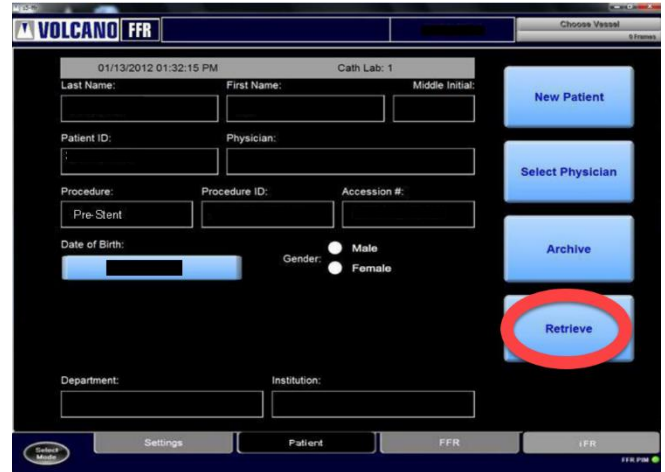 VOLCANO FFR
Choose Vessel
0 Frames
01/13/2012 01:32:15 PM Cath Lab: 1
Last Name: First Name: Middle Initial:
New Patient
Patient ID: Physician:
Select Physician
Procedure: Procedure ID: Accession #:
Pre-Stent
Date of Birth: Gender: Male
Female
Archive
Retrieve
Department: Institution:
Select Mode
Settings Patient FFR iFR
FFR PIM